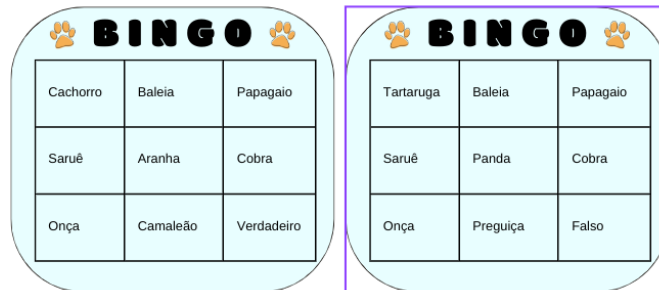 BINGO
Cachorro Baleia Papagaio
Saruê Aranha Cobra
Onça Camaleão Verdadeiro
BINGO
Tartaruga Baleia Papagaio
Saruê Panda Cobra
Onça Preguiça Falso